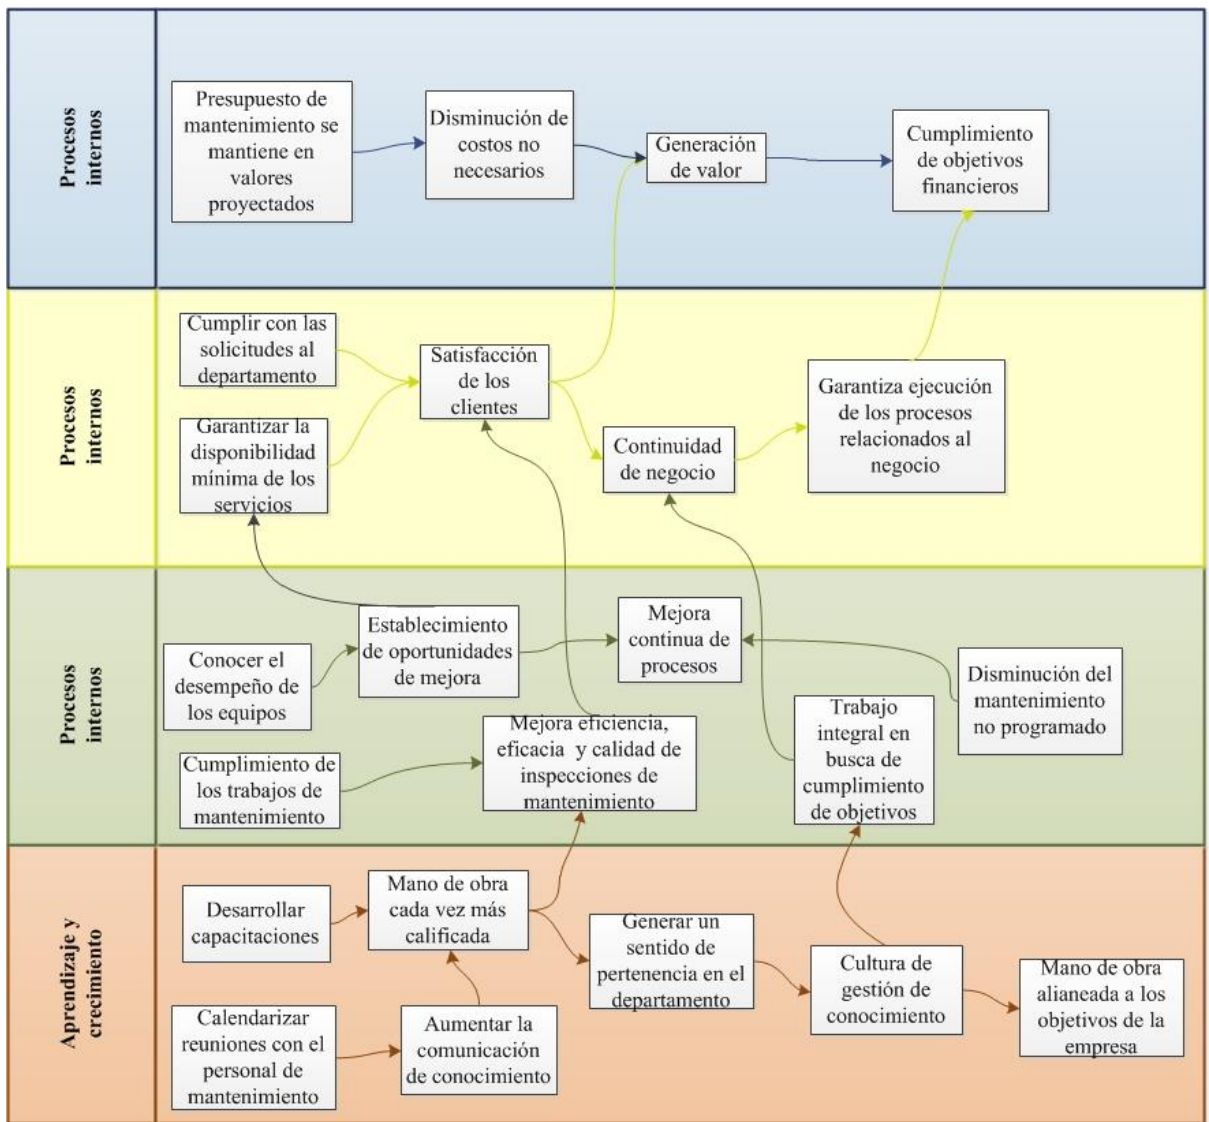 Procesos
internos
Presupuesto de
mantenimiento se
mantiene en
valores
proyectados
Disminución de
costos no
necesarios
Generación
de valor
Cumplimiento
de objetivos
financieros
Procesos
internos
Cumplir con las
solicitudes al
departamento
Garantizar la
disponibilidad
mínima de los
servicios
Satisfacción
de los
clientes
Continuidad
de negocio
Garantiza ejecución
de los procesos
relacionados al
negocio
Procesos
internos
Conocer el
desempeño de
los equipos
Establecimiento
de oportunidades
de mejora
Mejora
continua de
procesos
Disminución del
mantenimiento
no programado
Cumplimiento de
los trabajos de
mantenimiento
Mejora eficiencia,
eficacia y calidad de
inspecciones de
mantenimiento
Trabajo
integral en
busca de
cumplimiento
de objetivos
Aprendizaje y
crecimiento
Desarrollar
capacitaciones
Mano de obra
cada vez más
calificada
Generar un
sentido de
pertenencia en el
departamento
Cultura de
gestión de
conocimiento
Mano de obra
alianeada a los
objetivos de la
empresa
Calendarizar
reuniones con el
personal de
mantenimiento
Aumentar la
comunicación
de conocimiento